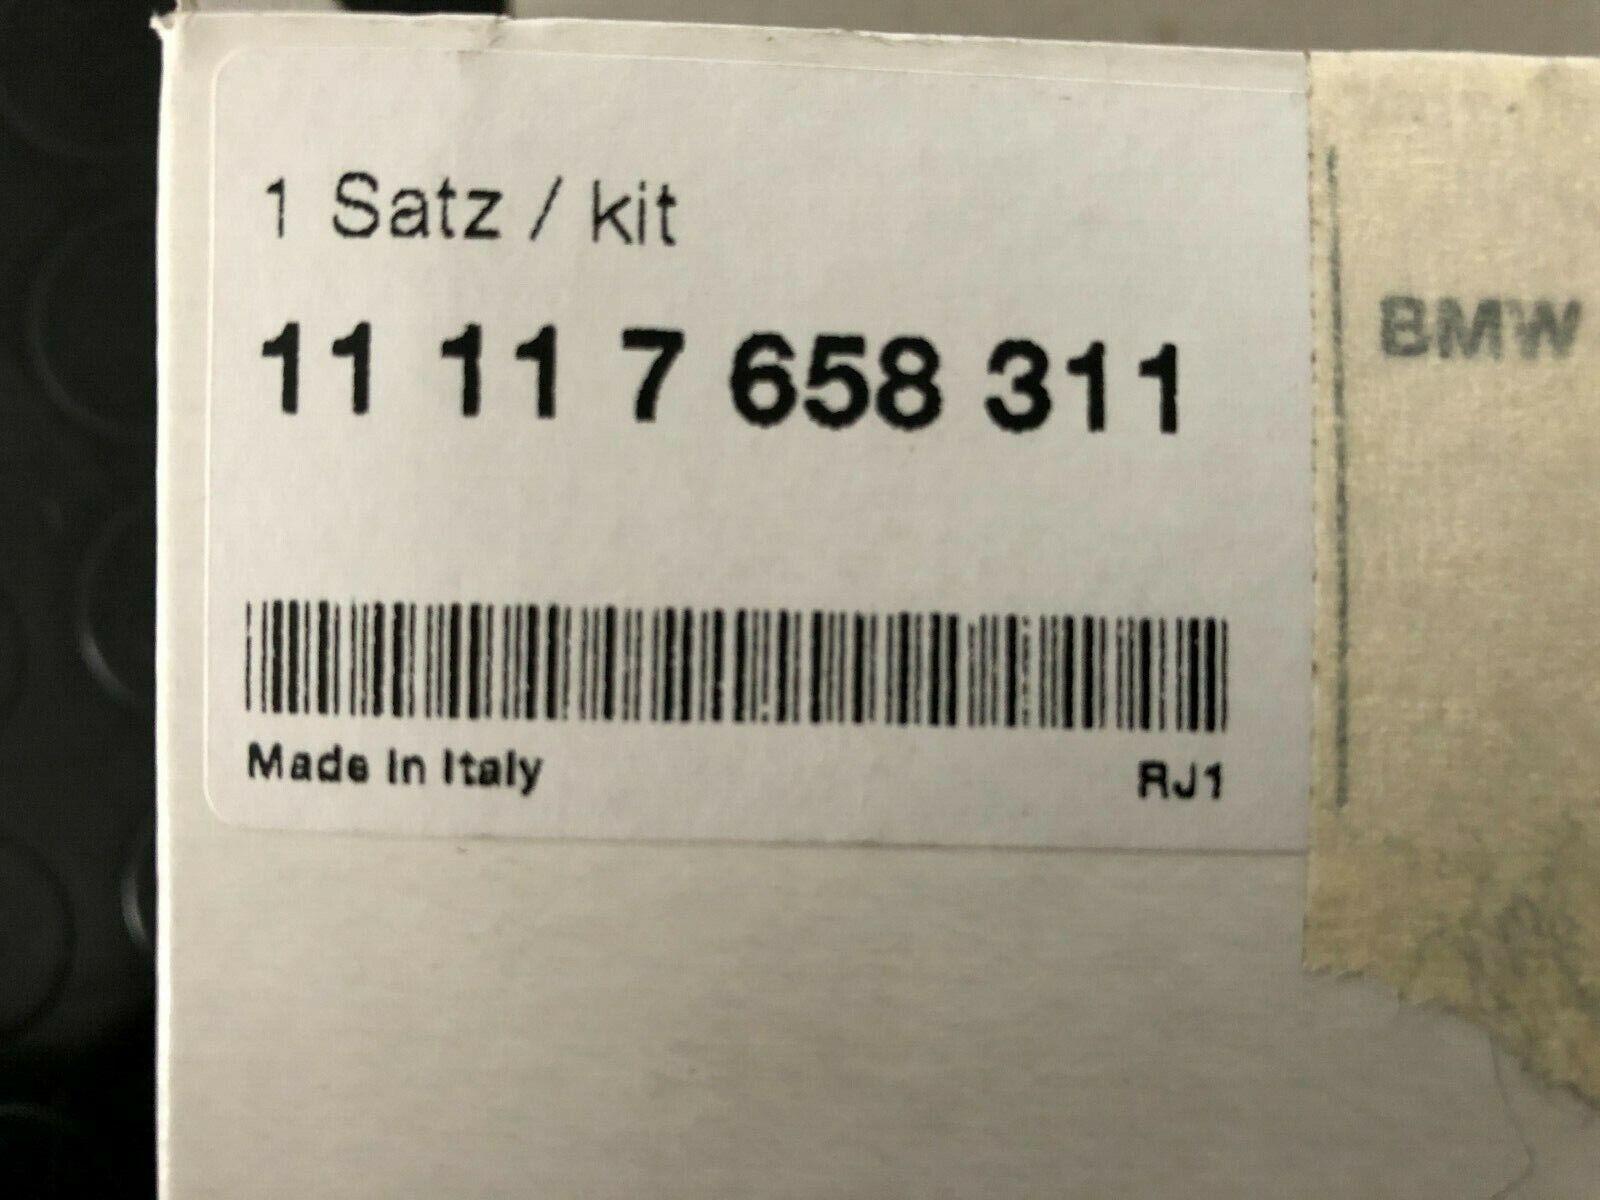 1 Satz / kit
11 11 7 658 311
BMW
Made in Italy
RJ1